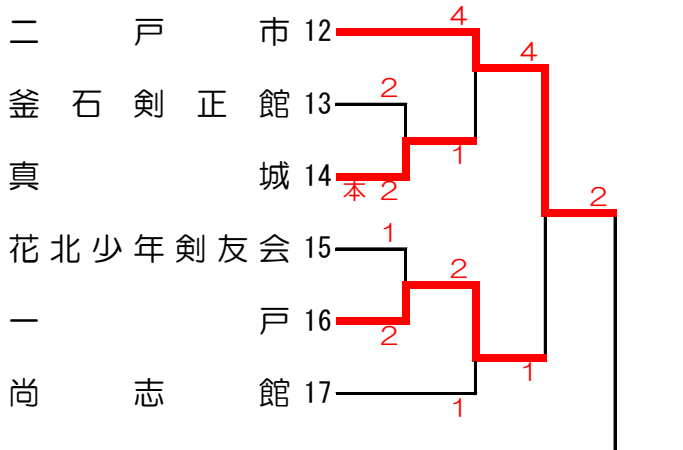 二戸市 12 4
4
釜石剣正館 13 2
1
真城 14 本 2
2
花北少年剣友会 15 1
2
一戸 16 2
1
尚志館 17 1